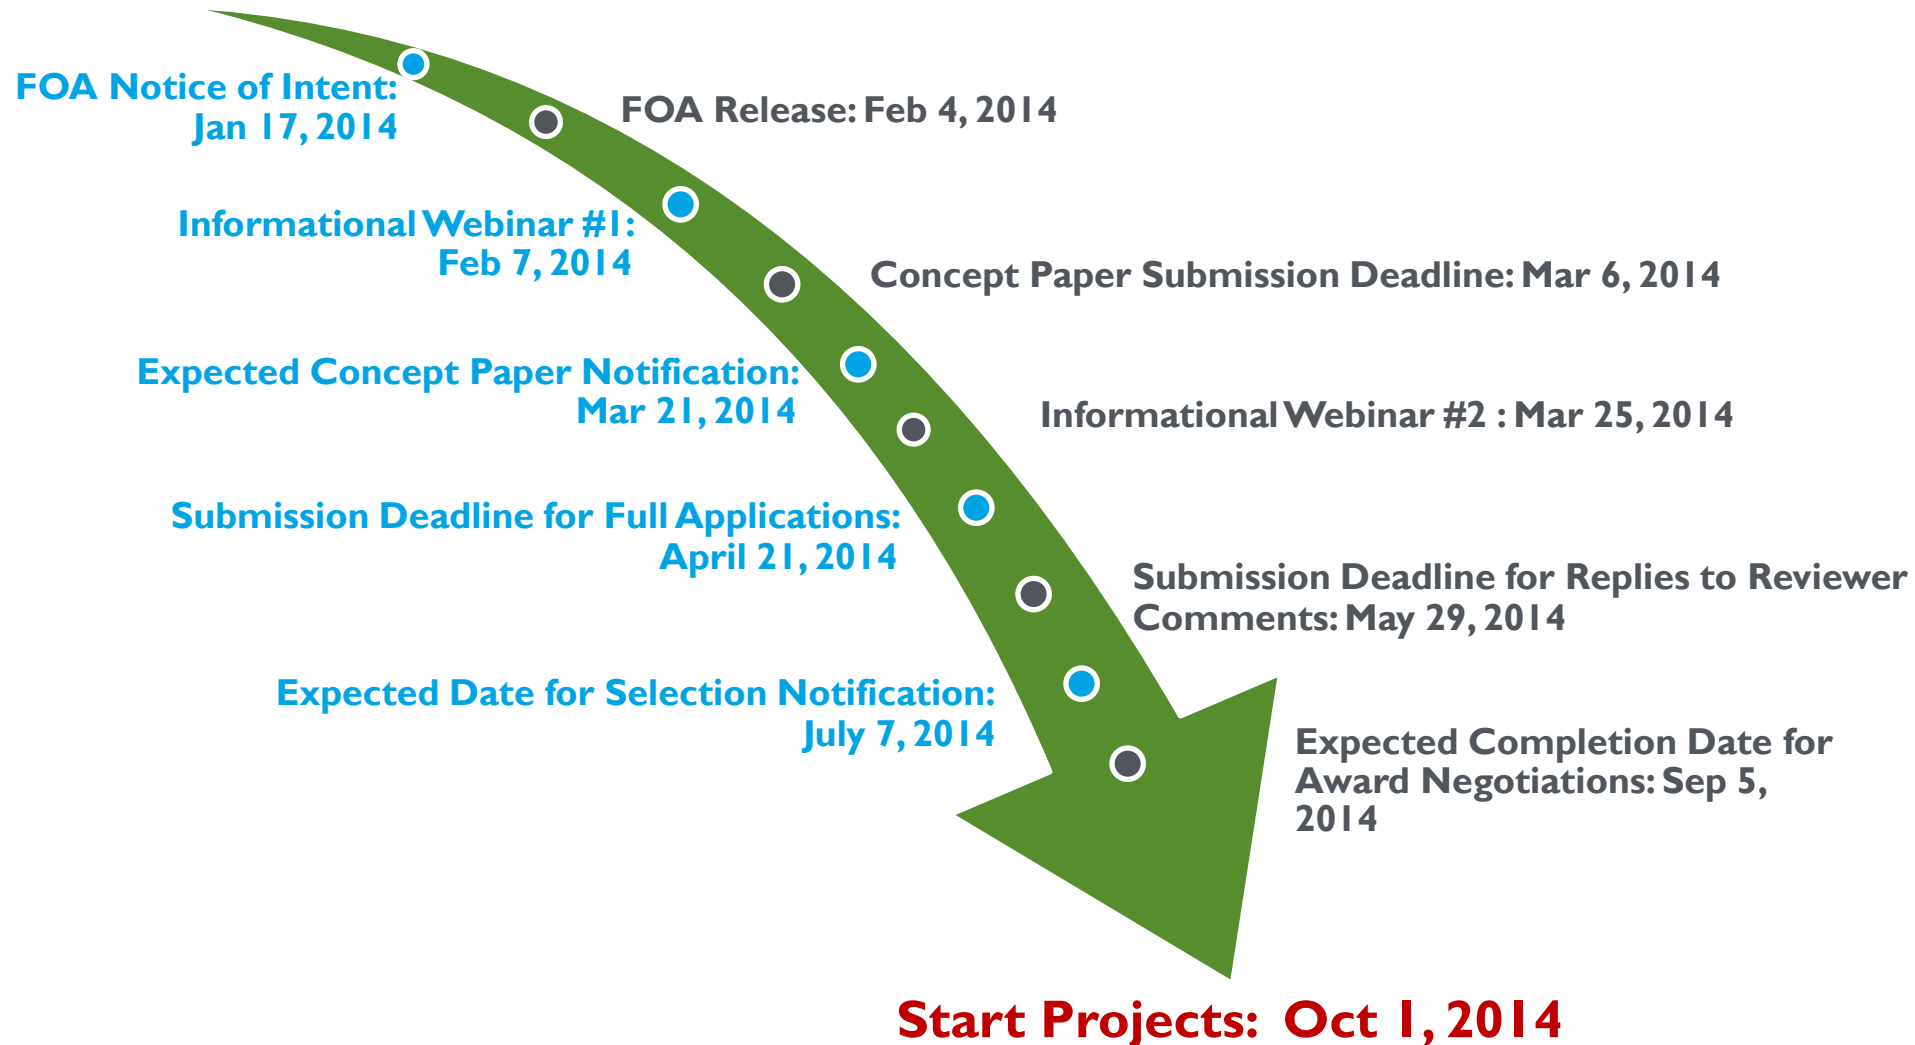 FOA Notice of Intent:
Jan 17, 2014
FOA Release: Feb 4, 2014
Informational Webinar #1:
Feb 7, 2014
Concept Paper Submission Deadline: Mar 6, 2014
Expected Concept Paper Notification:
Mar 21, 2014
Informational Webinar #2 : Mar 25, 2014
Submission Deadline for Full Applications:
April 21, 2014
Submission Deadline for Replies to Reviewer
Comments: May 29, 2014
Expected Date for Selection Notification:
July 7, 2014
Expected Completion Date for
Award Negotiations: Sep 5,
2014
Start Projects: Oct 1, 2014